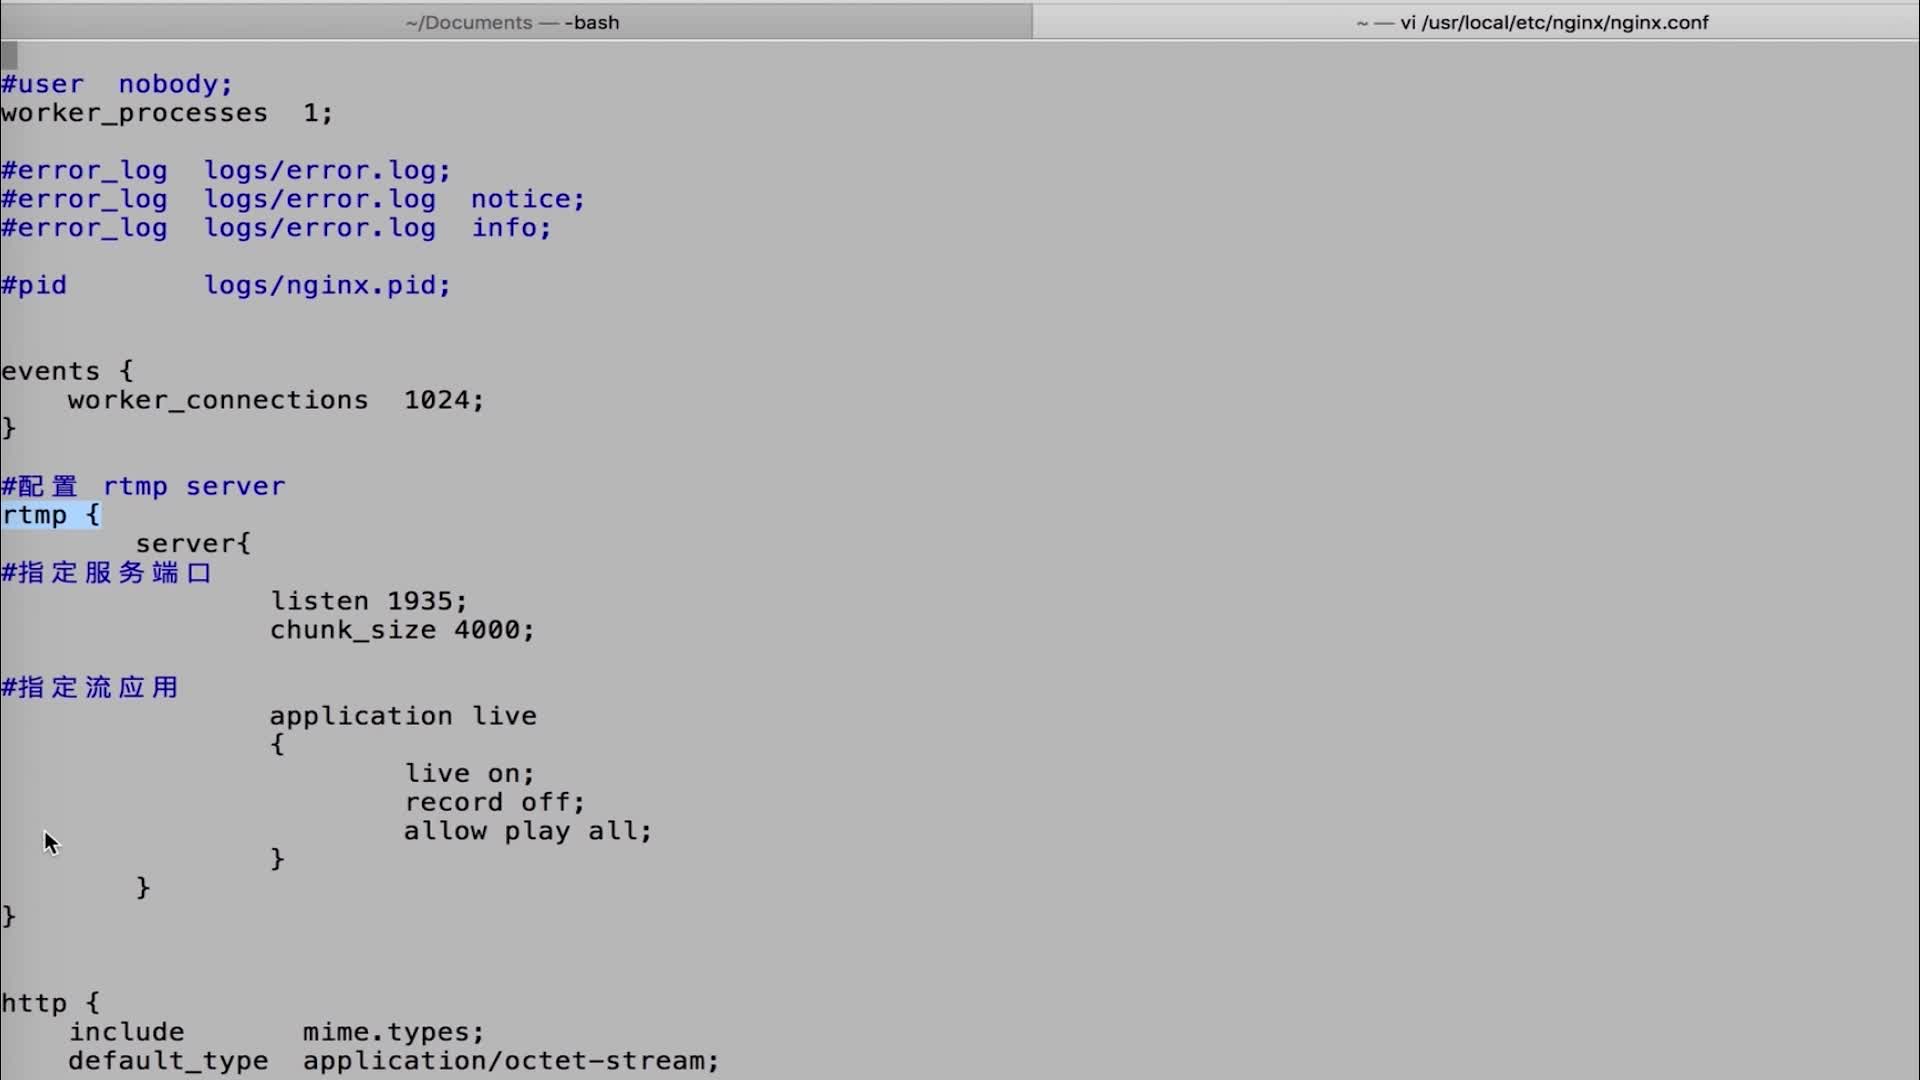 ~/Documents — -bash
~ — vi /usr/local/etc/nginx/nginx.conf
#user  nobody;
worker_processes  1;
#error_log  logs/error.log;
#error_log  logs/error.log  notice;
#error_log  logs/error.log  info;
#pid        logs/nginx.pid;
events {
    worker_connections  1024;
}
#配置 rtmp server
rtmp {
        server{
#指定服务端口
                listen 1935;
                chunk_size 4000;
#指定流应用
                application live
                {
                        live on;
                        record off;
                        allow play all;
                }
        }
}
http {
    include       mime.types;
    default_type  application/octet-stream;